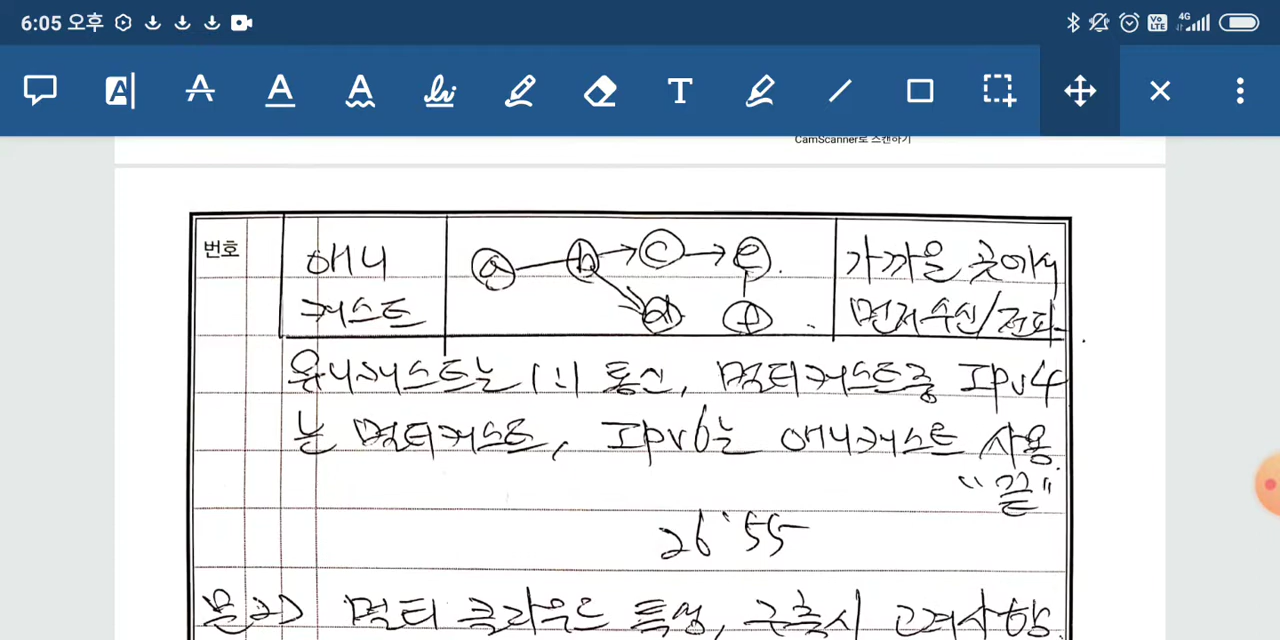 6:05 오후
Vo LTE 4G
CamScanner로 스캔하기
번호
애니 캐스트
a b c e d f
가까운 곳에서 먼저수신/전파
유니캐스트는 1:1 통신, 멀티캐스트중 IPv4
는 멀티캐스트, IPv6는 애니캐스트 사용
"끝"
26'55
문2) 멀티 클라우드 특성, 구축시 고려사항